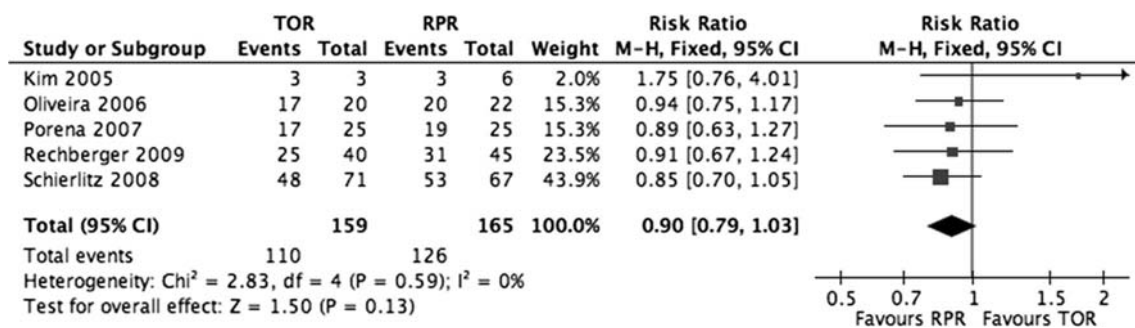 TOR RPR Risk Ratio Risk Ratio
Study or Subgroup Events Total Events Total Weight M-H, Fixed, 95% CI M-H, Fixed, 95% CI
Kim 2005 3 3 3 6 2.0% 1.75 [0.76, 4.01]
Oliveira 2006 17 20 20 22 15.3% 0.94 [0.75, 1.17]
Porena 2007 17 25 19 25 15.3% 0.89 [0.63, 1.27]
Rechberger 2009 25 40 31 45 23.5% 0.91 [0.67, 1.24]
Schierlitz 2008 48 71 53 67 43.9% 0.85 [0.70, 1.05]
Total (95% CI) 159 165 100.0% 0.90 [0.79, 1.03]
Total events 110 126
Heterogeneity: Chi² = 2.83, df = 4 (P = 0.59); I² = 0%
Test for overall effect: Z = 1.50 (P = 0.13)
0.5 0.7 1 1.5 2
Favours RPR Favours TOR